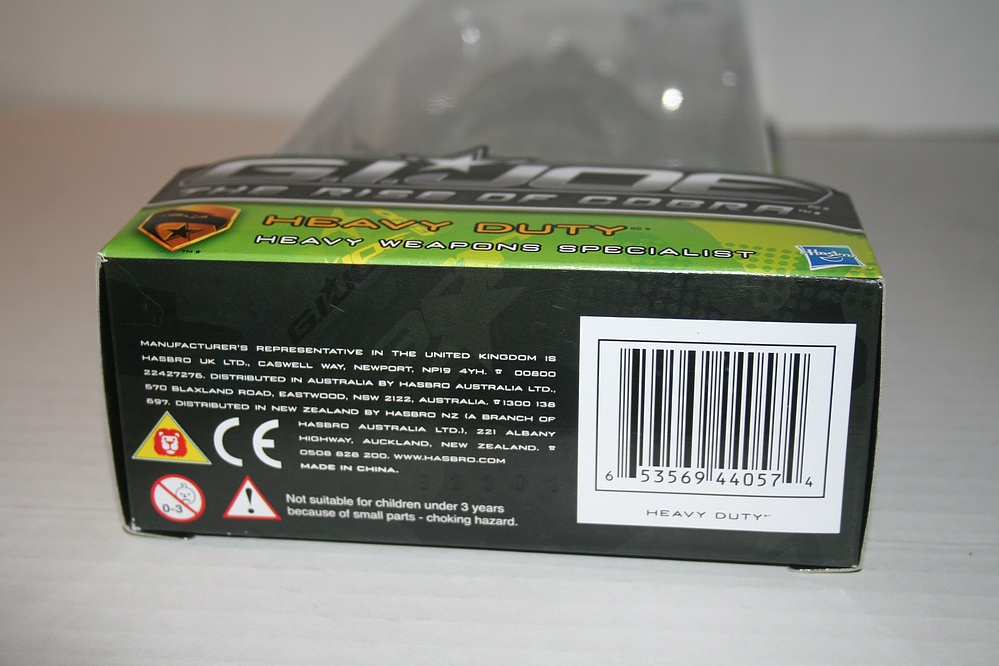 G.I. JOE
THE RISE OF COBRA™
HEAVY DUTY
HEAVY WEAPONS SPECIALIST
Hasbro
MANUFACTURER'S REPRESENTATIVE IN THE UNITED KINGDOM IS
HASBRO UK LTD., CASWELL WAY, NEWPORT, NP19 4YH. ☎ 00800
22427276. DISTRIBUTED IN AUSTRALIA BY HASBRO AUSTRALIA LTD.,
570 BLAXLAND ROAD, EASTWOOD, NSW 2122, AUSTRALIA. ☎ 1300 138
697. DISTRIBUTED IN NEW ZEALAND BY HASBRO NZ (A BRANCH OF
HASBRO AUSTRALIA LTD.), 221 ALBANY
HIGHWAY, AUCKLAND, NEW ZEALAND. ☎
0508 828 200. WWW.HASBRO.COM
MADE IN CHINA.
CE
0-3
Not suitable for children under 3 years
because of small parts - choking hazard.
6 53569 44057 4
HEAVY DUTY™